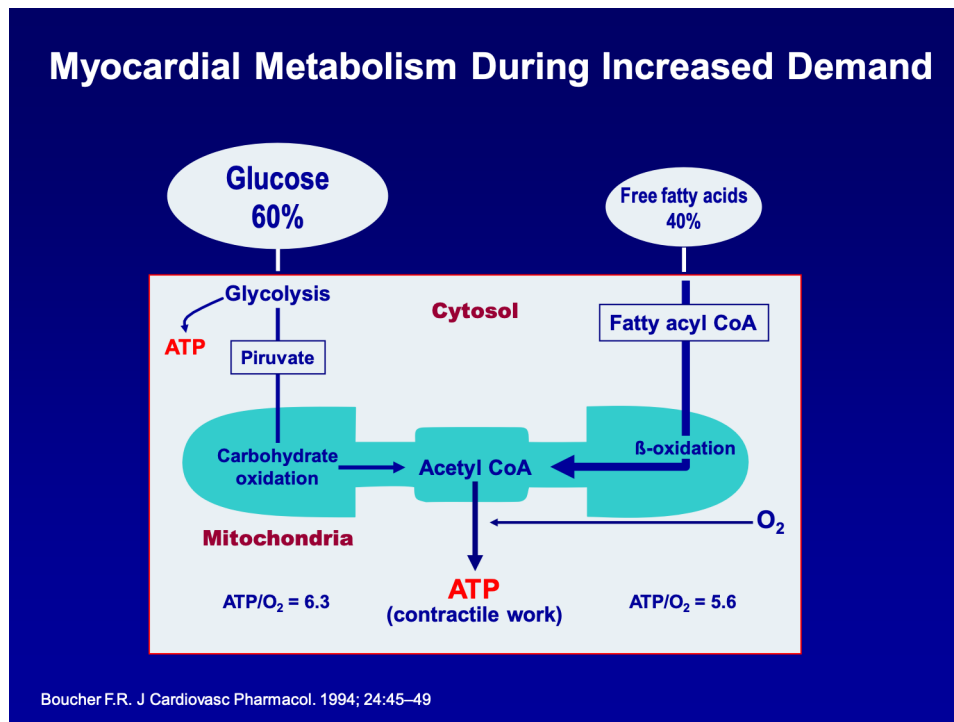 Myocardial Metabolism During Increased Demand
Glucose
60%
Free fatty acids
40%
Glycolysis
Cytosol
Fatty acyl CoA
ATP
Piruvate
Carbohydrate
oxidation
Acetyl CoA
ß-oxidation
Mitochondria
O₂
ATP/O₂ = 6.3
ATP
(contractile work)
ATP/O₂ = 5.6
Boucher F.R. J Cardiovasc Pharmacol. 1994; 24:45–49